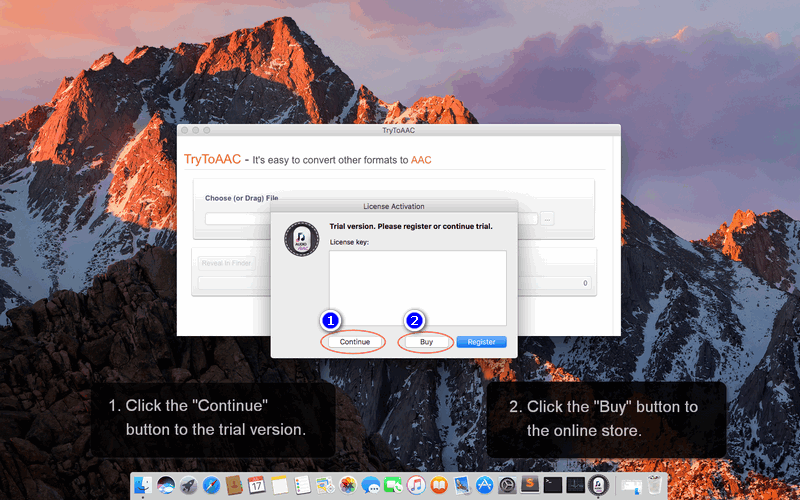 TryToAAC
TryToAAC - It's easy to convert other formats to AAC
Choose (or Drag) File
...
License Activation
Trial version. Please register or continue trial.
License key:
AUDIO
AAC
Reveal In Finder
0
1
2
Continue
Buy
Register
1. Click the "Continue"
button to the trial version.
2. Click the "Buy" button to
the online store.
17